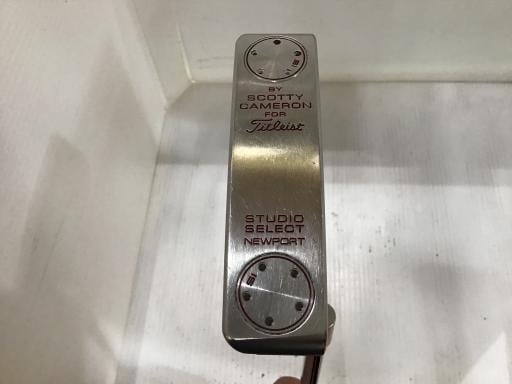 BY
SCOTTY
CAMERON
FOR
Titleist
STUDIO
SELECT
NEWPORT